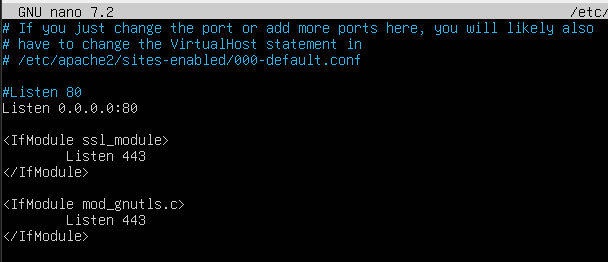 GNU nano 7.2 /etc/
# If you just change the port or add more ports here, you will likely also
# have to change the VirtualHost statement in
# /etc/apache2/sites-enabled/000-default.conf
#Listen 80
Listen 0.0.0.0:80
<IfModule ssl_module>
Listen 443
</IfModule>
<IfModule mod_gnutls.c>
Listen 443
</IfModule>